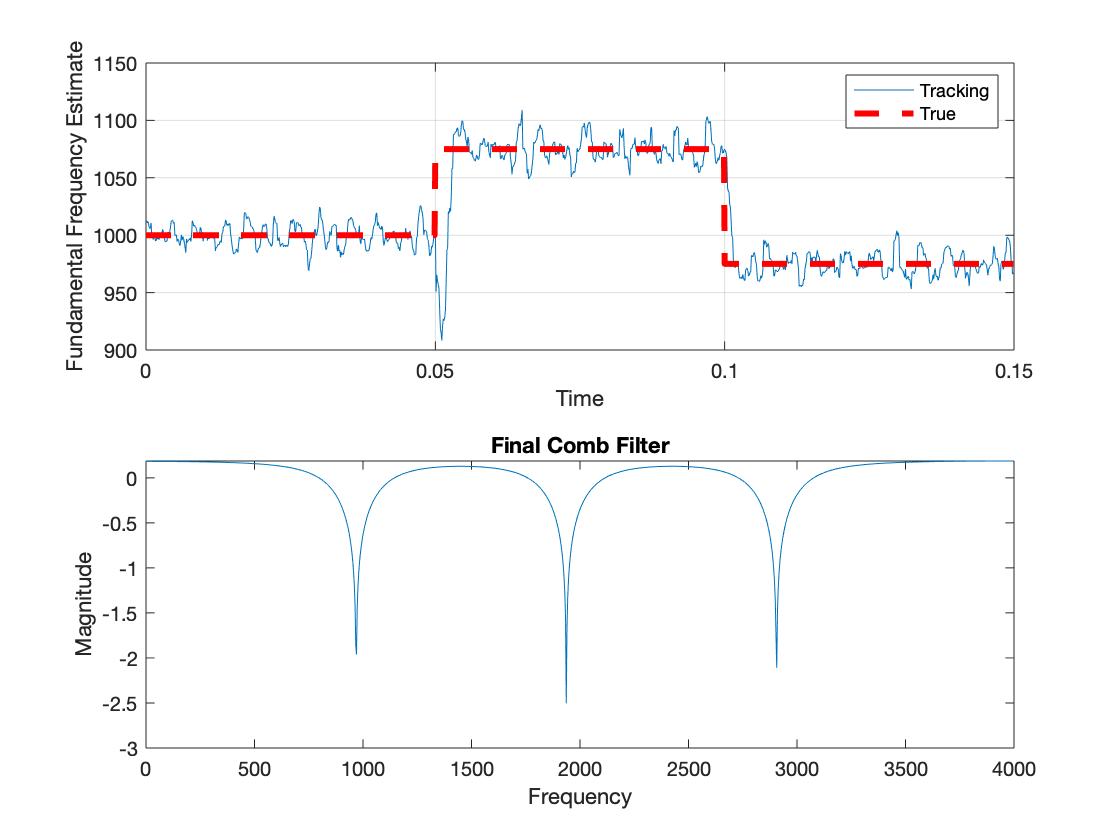 Fundamental Frequency Estimate
1150
1100
1050
1000
950
900
Tracking
True
0 0.05 0.1 0.15
Time
Final Comb Filter
Magnitude
0
-0.5
-1
-1.5
-2
-2.5
-3
0 500 1000 1500 2000 2500 3000 3500 4000
Frequency